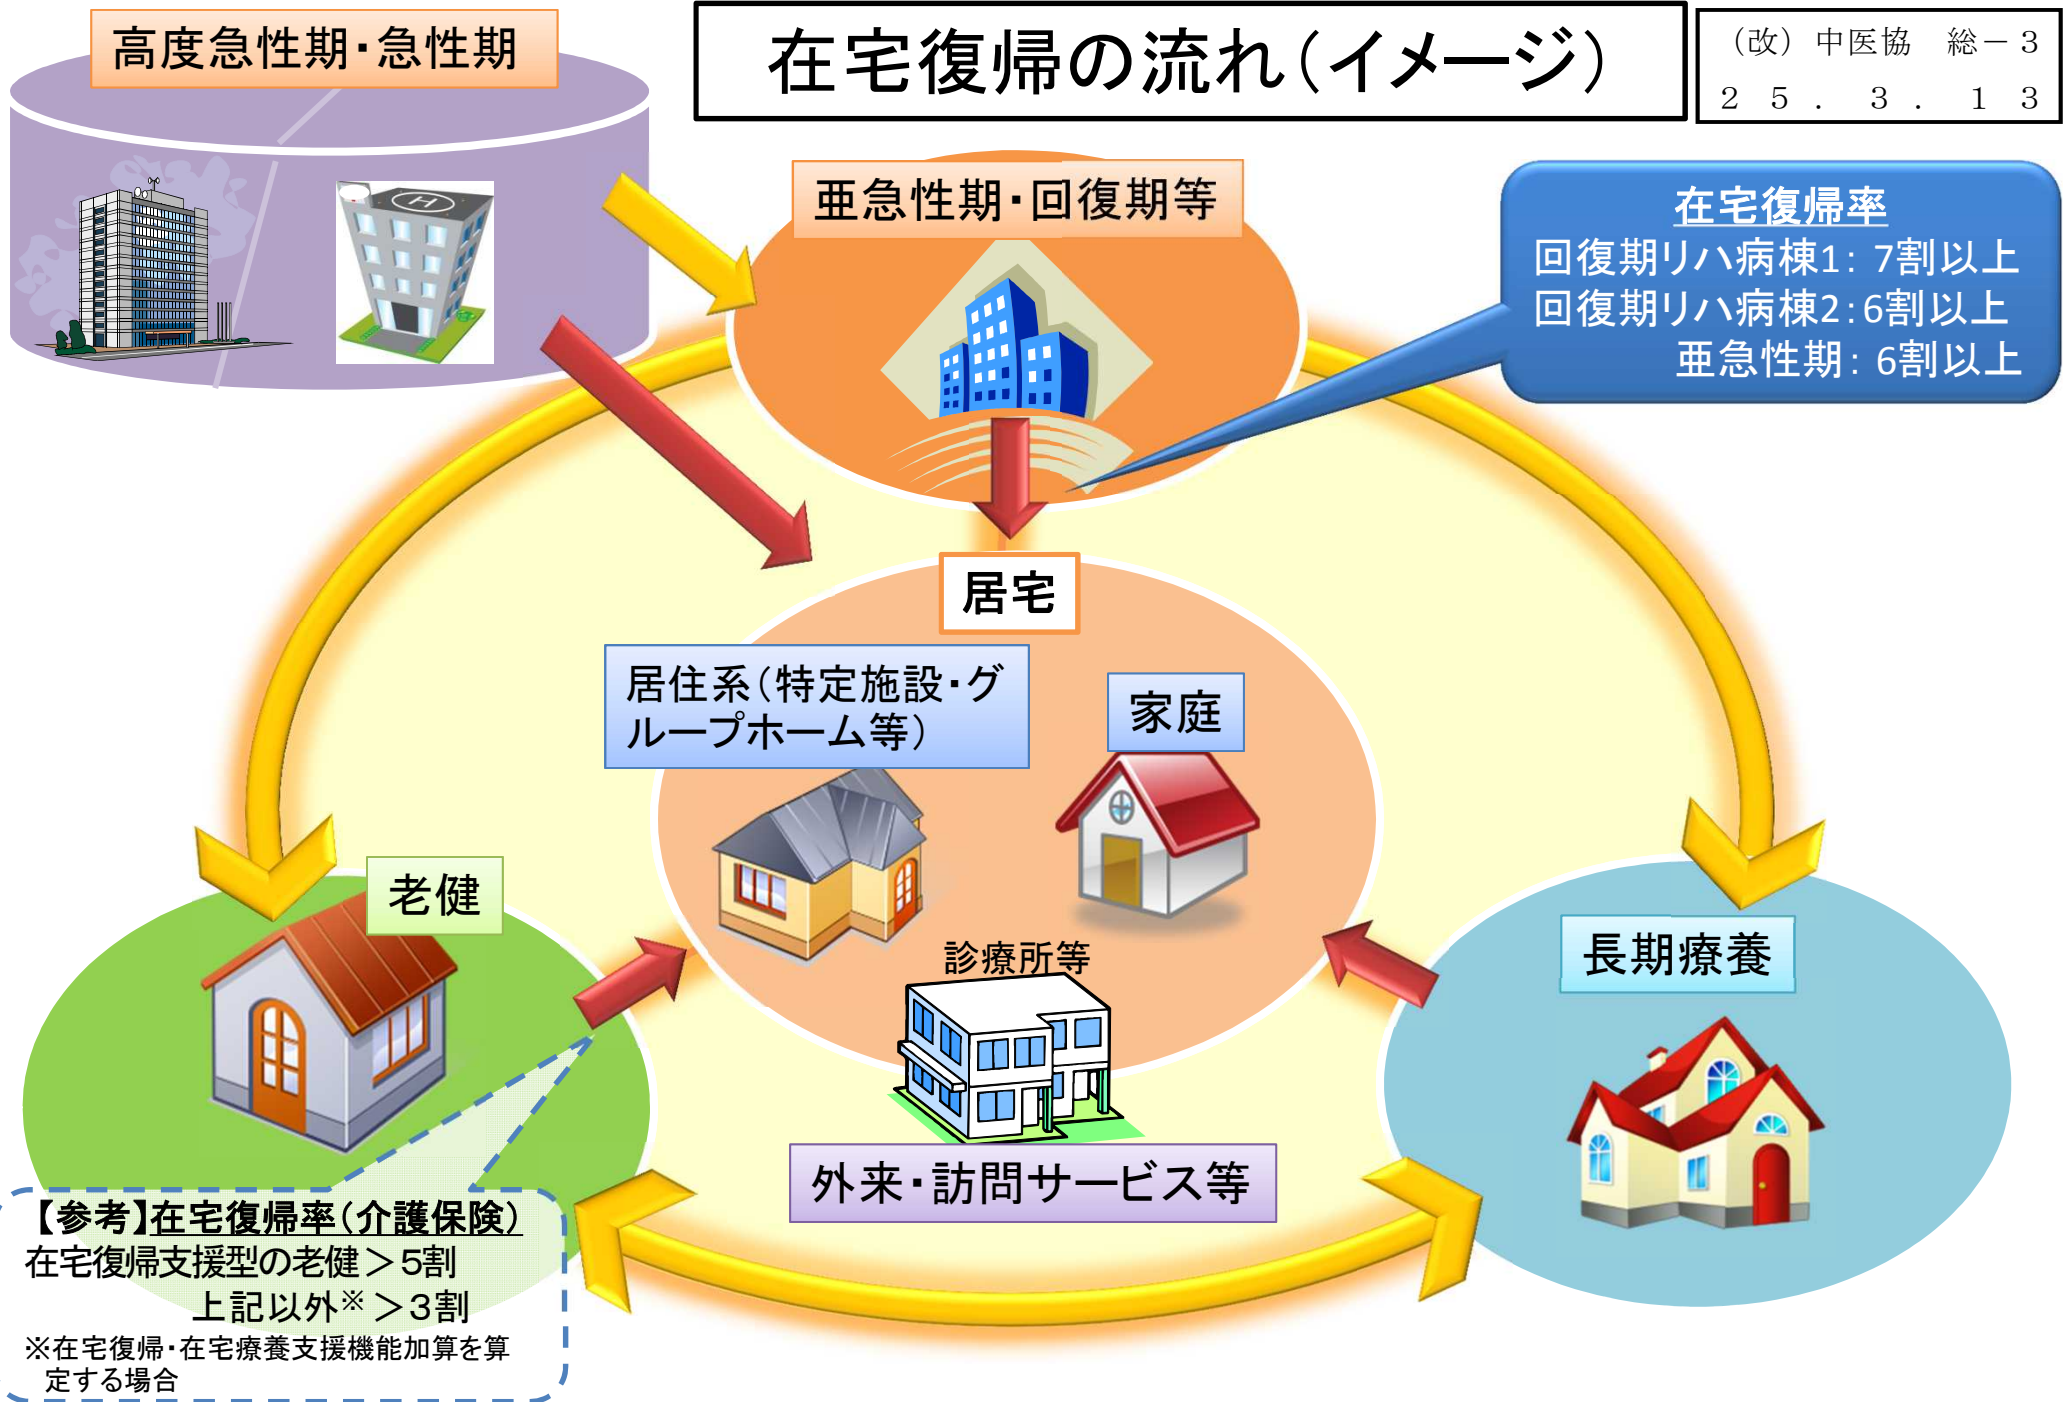 高度急性期・急性期
在宅復帰の流れ（イメージ）
（改）中医協　総－３
２５．３．１３
亜急性期・回復期等
在宅復帰率
回復期リハ病棟1：7割以上
回復期リハ病棟2：6割以上
亜急性期：6割以上
居宅
居住系（特定施設・グ
ループホーム等）
家庭
老健
診療所等
長期療養
外来・訪問サービス等
【参考】在宅復帰率（介護保険）
在宅復帰支援型の老健＞５割
上記以外※＞３割
※在宅復帰・在宅療養支援機能加算を算
定する場合
H